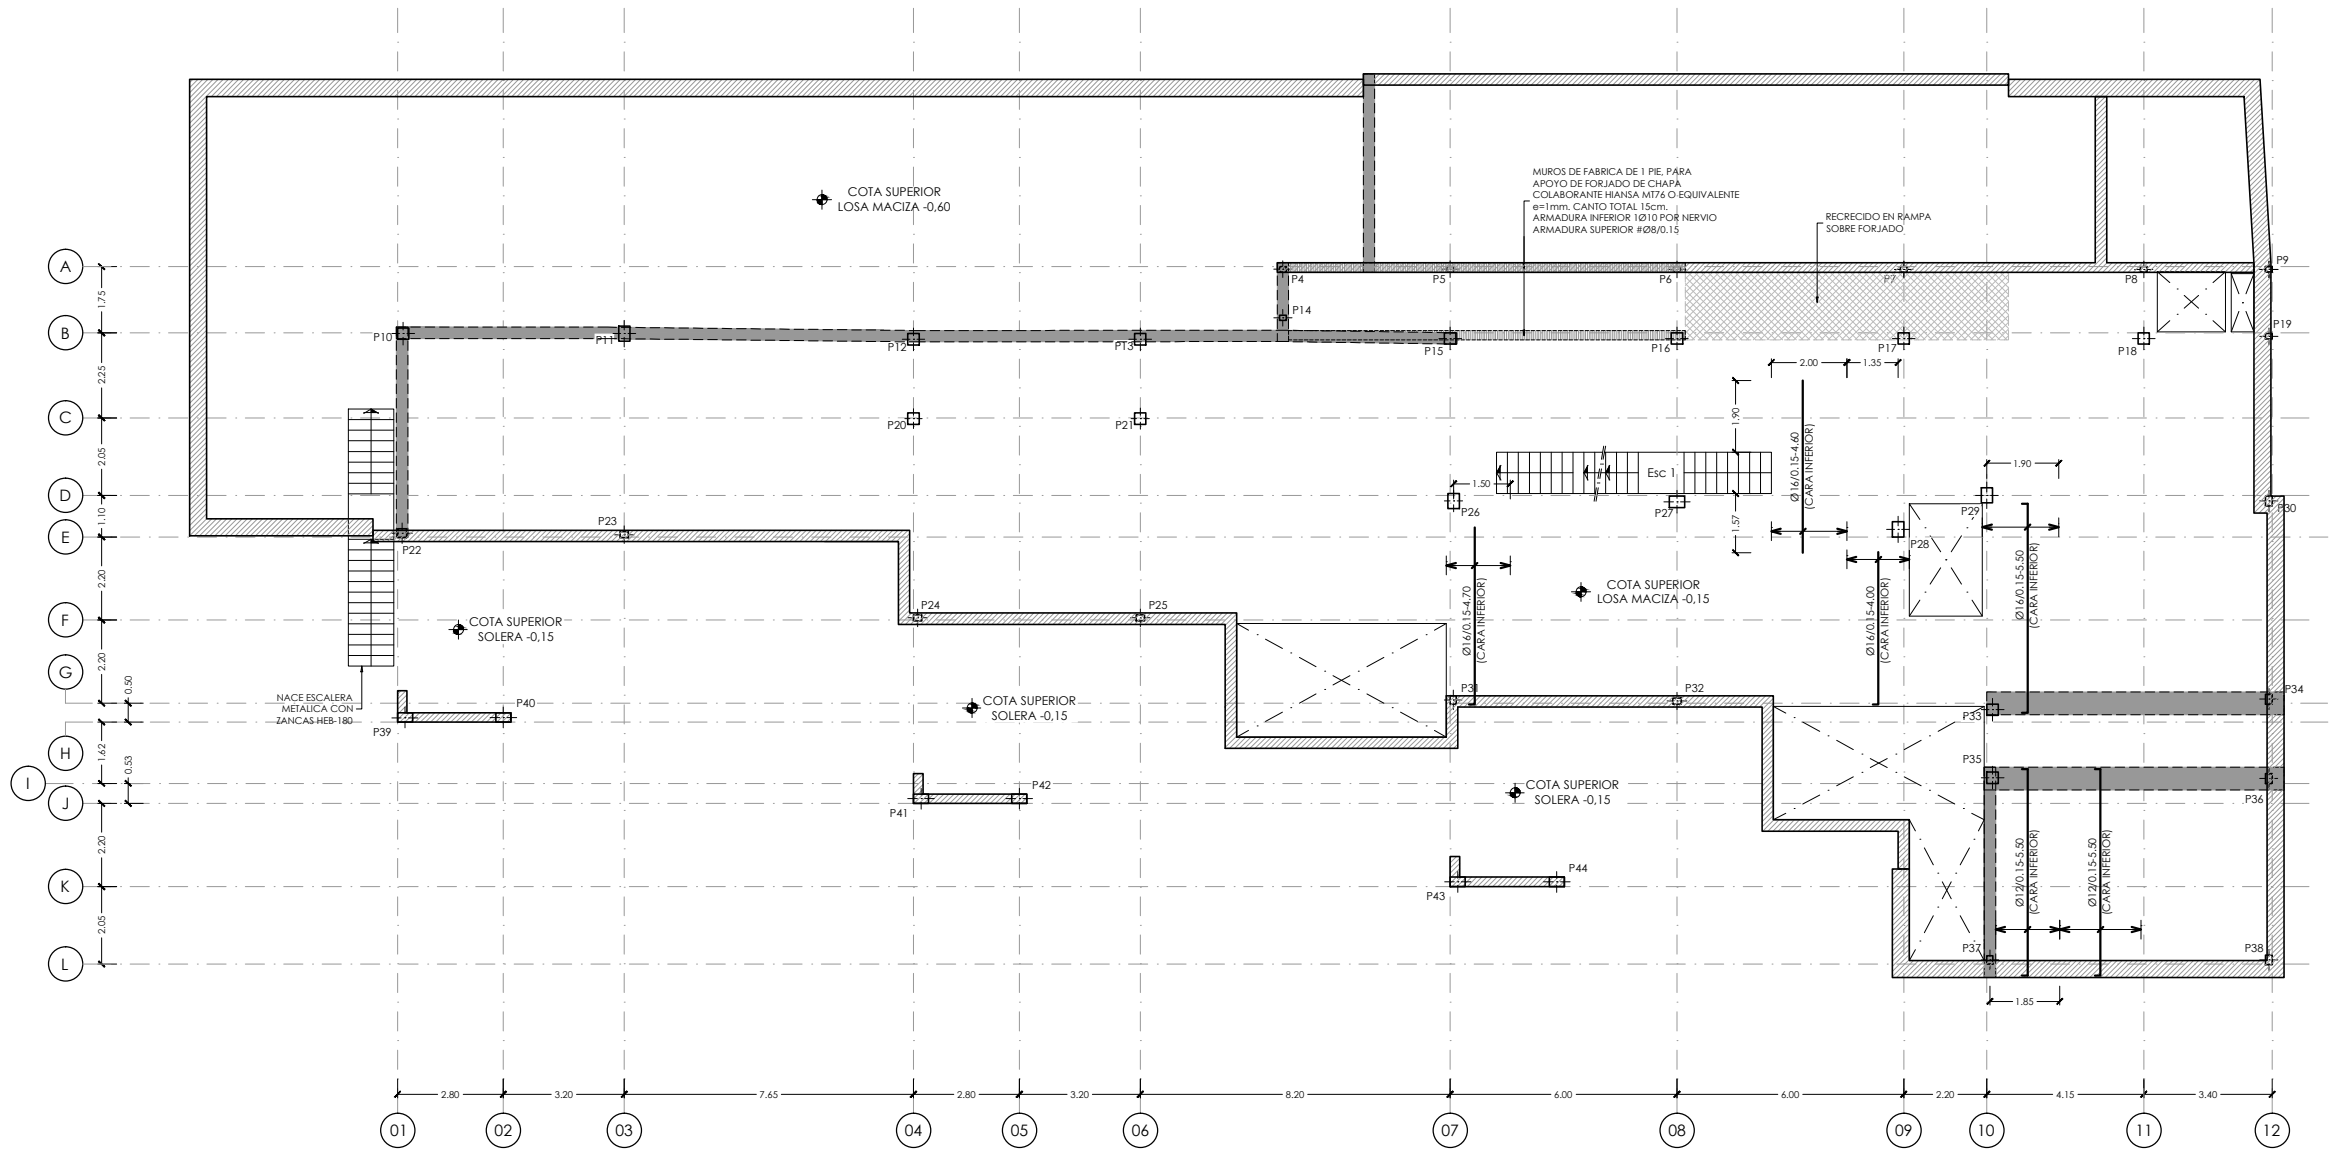 COTA SUPERIOR
LOSA MACIZA -0,60
MUROS DE FABRICA DE 1 PIE, PARA
APOYO DE FORJADO DE CHAPA
COLABORANTE HIANSA MT76 O EQUIVALENTE
e=1mm. CANTO TOTAL 15cm.
ARMADURA INFERIOR 1Ø10 POR NERVIO
ARMADURA SUPERIOR #Ø8/0.15
RECRECIDO EN RAMPA
SOBRE FORJADO
A
B
C
D
E
F
G
H
I
J
K
L
1.75
2.25
2.05
1.10
2.20
2.20
0.50
1.62
0.53
2.20
2.05
P4
P5
P6
P7
P8
P9
P14
P19
P10
P11
P12
P13
P15
P16
P17
P18
2.00
1.35
1.90
P20
P21
Ø16/0.15-4.60
(CARA INFERIOR)
Esc 1
1.90
1.50
P26
P27
P29
P30
P23
P22
1.57
P28
Ø16/0.15-5.50
(CARA INFERIOR)
COTA SUPERIOR
LOSA MACIZA -0,15
Ø16/0.15-4.70
(CARA INFERIOR)
Ø16/0.15-4.00
(CARA INFERIOR)
P24
P25
COTA SUPERIOR
SOLERA -0,15
NACE ESCALERA
METALICA CON
ZANCAS HEB-180
P40
P39
COTA SUPERIOR
SOLERA -0,15
P31
P32
P34
P33
P35
P36
P42
P41
COTA SUPERIOR
SOLERA -0,15
P44
P43
Ø12/0.15-5.50
(CARA INFERIOR)
Ø12/0.15-5.50
(CARA INFERIOR)
P37
P38
1.85
2.80
3.20
7.65
2.80
3.20
8.20
6.00
6.00
2.20
4.15
3.40
01
02
03
04
05
06
07
08
09
10
11
12